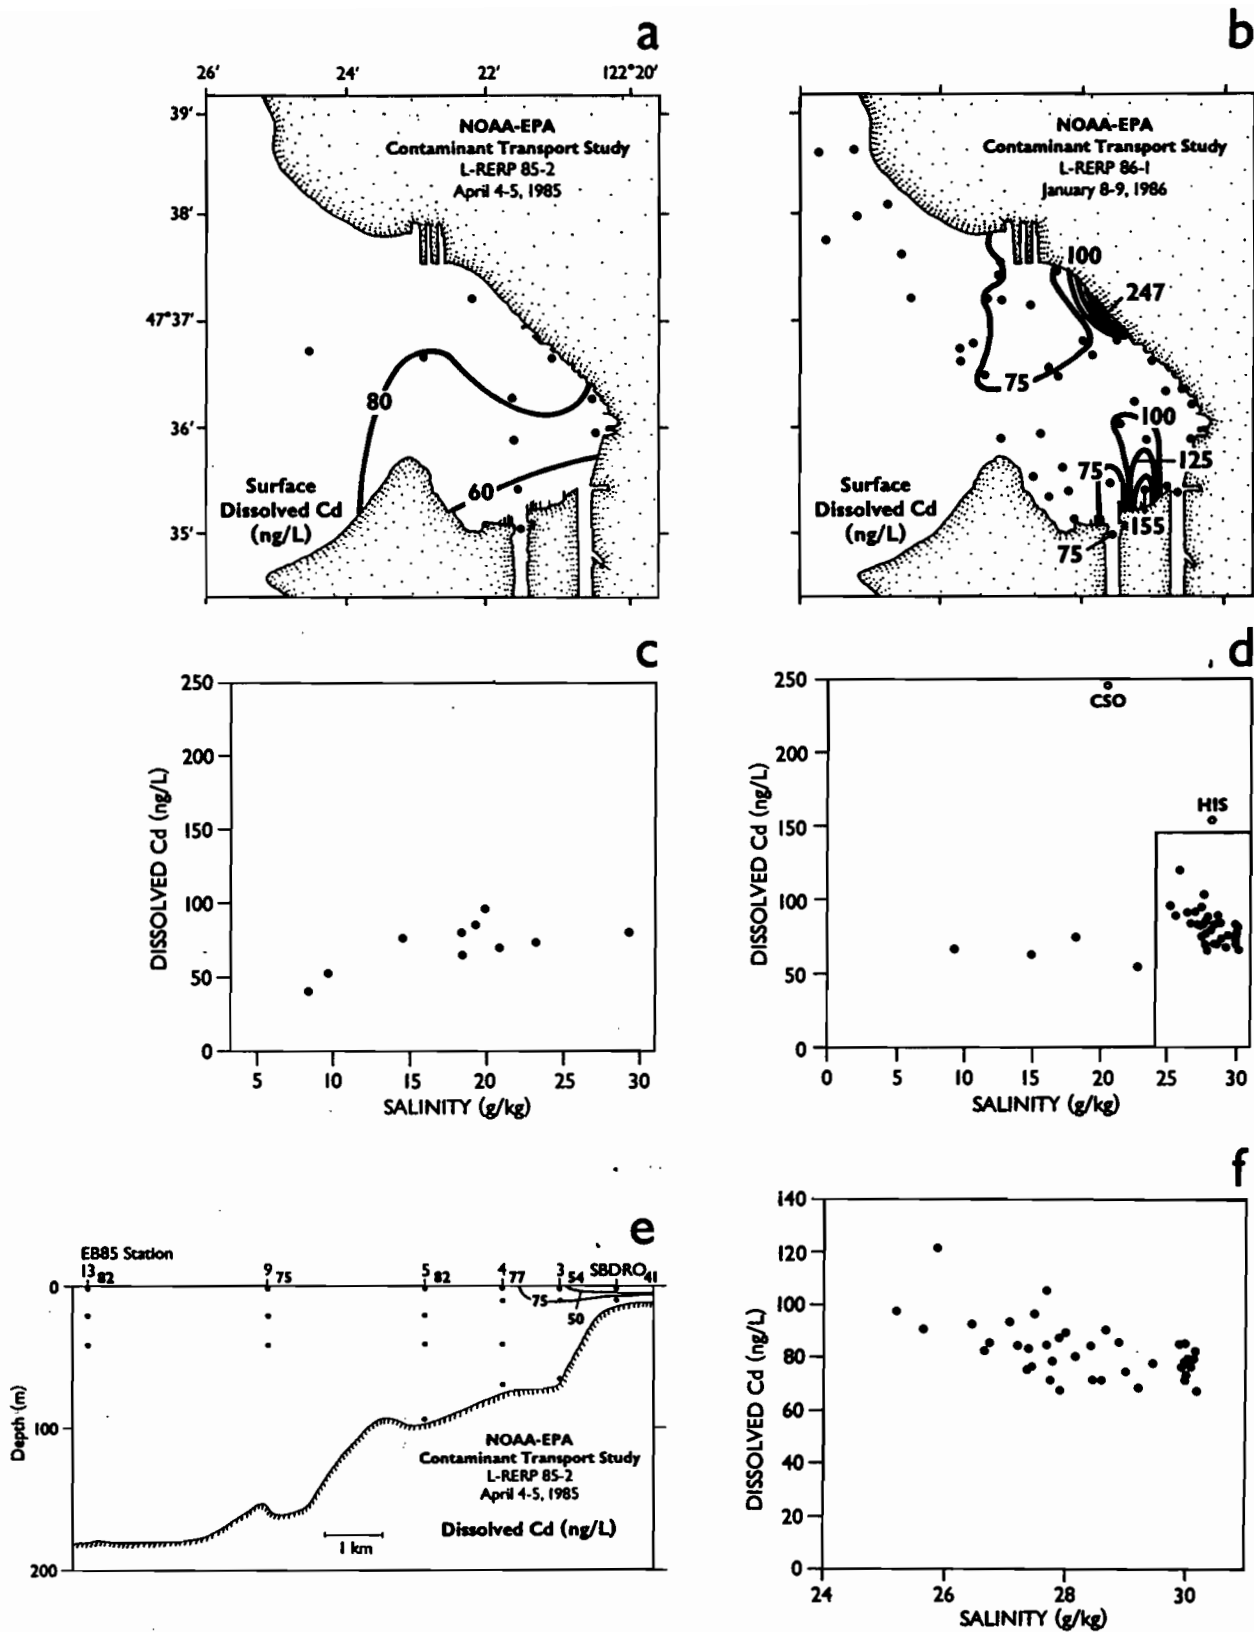 a
26′ 24′ 22′ 122°20′
39′
38′
47°37′
36′
35′
NOAA-EPA
Contaminant Transport Study
L-RERP 85-2
April 4-5, 1985
80
60
Surface
Dissolved Cd
(ng/L)
b
NOAA-EPA
Contaminant Transport Study
L-RERP 86-1
January 8-9, 1986
100
247
75
100
75
125
155
75
Surface
Dissolved Cd
(ng/L)
c
250
200
150
100
50
0
DISSOLVED Cd (ng/L)
5 10 15 20 25 30
SALINITY (g/kg)
d
250
200
150
100
50
0
DISSOLVED Cd (ng/L)
CSO
HIS
0 5 10 15 20 25 30
SALINITY (g/kg)
e
EB85 Station
13 9 5 4 3 SBDRO
82 75 82 77 54 41
75
50
0
100
200
Depth (m)
NOAA-EPA
Contaminant Transport Study
L-RERP 85-2
April 4-5, 1985
Dissolved Cd (ng/L)
1 km
f
140
120
100
80
60
40
20
0
DISSOLVED Cd (ng/L)
24 26 28 30
SALINITY (g/kg)